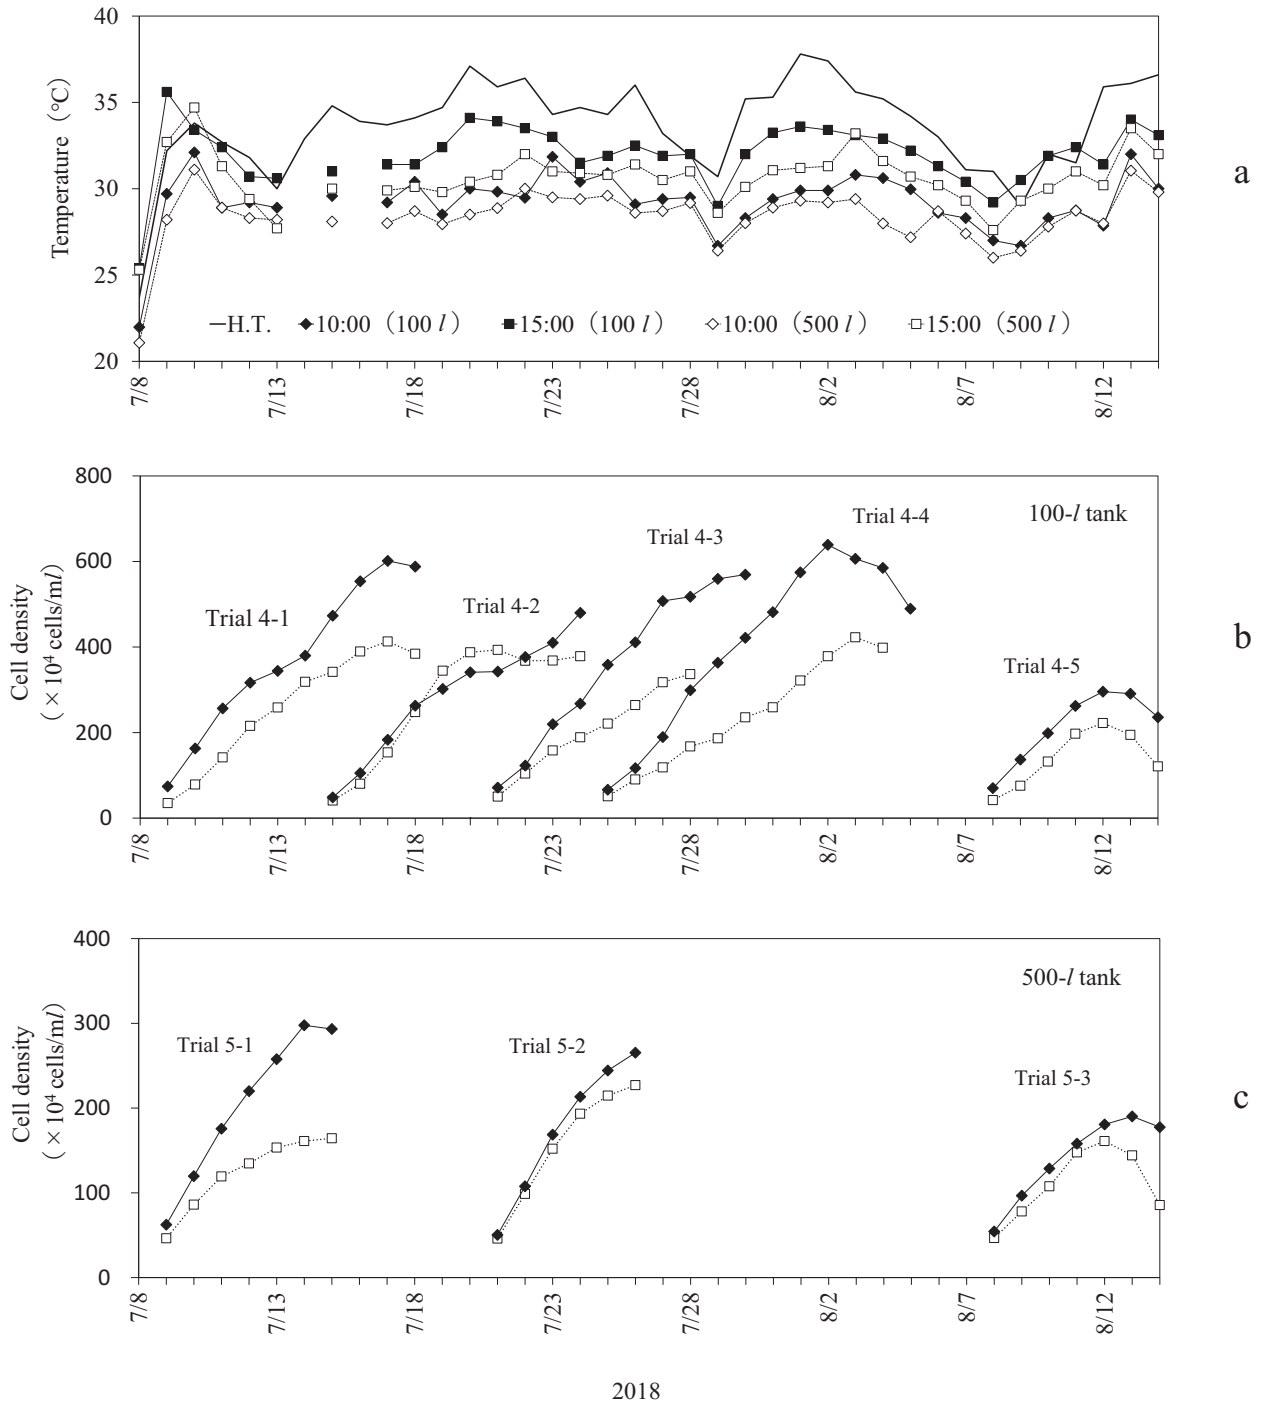 40
35
30
25
20
Temperature（°C）
H.T.
10:00（100 l）
15:00（100 l）
10:00（500 l）
15:00（500 l）
7/8
7/13
7/18
7/23
7/28
8/2
8/7
8/12
a
800
600
400
200
0
Cell density
（×10⁴ cells/ml）
Trial 4-1
Trial 4-2
Trial 4-3
Trial 4-4
Trial 4-5
100-l tank
7/8
7/13
7/18
7/23
7/28
8/2
8/7
8/12
b
400
300
200
100
0
Cell density
（×10⁴ cells/ml）
Trial 5-1
Trial 5-2
Trial 5-3
500-l tank
7/8
7/13
7/18
7/23
7/28
8/2
8/7
8/12
c
2018